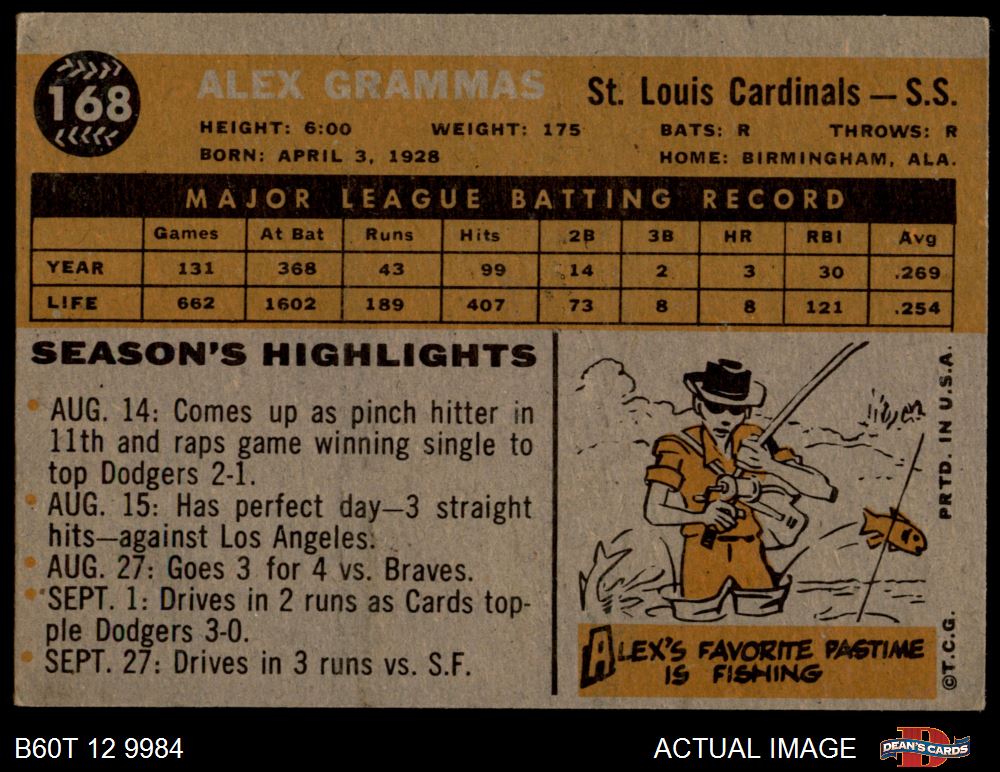 168
ALEX GRAMMAS
St. Louis Cardinals — S.S.
HEIGHT: 6:00 WEIGHT: 175 BATS: R THROWS: R
BORN: APRIL 3, 1928 HOME: BIRMINGHAM, ALA.
MAJOR LEAGUE BATTING RECORD
Games At Bat Runs Hits 2B 3B HR RBI Avg
YEAR 131 368 43 99 14 2 3 30 .269
LIFE 662 1602 189 407 73 8 8 121 .254
SEASON'S HIGHLIGHTS
AUG. 14: Comes up as pinch hitter in
11th and raps game winning single to
top Dodgers 2-1.
AUG. 15: Has perfect day—3 straight
hits—against Los Angeles.
AUG. 27: Goes 3 for 4 vs. Braves.
SEPT. 1: Drives in 2 runs as Cards top-
ple Dodgers 3-0.
SEPT. 27: Drives in 3 runs vs. S.F.
ALEX'S FAVORITE PASTIME
IS FISHING
PRTD. IN U.S.A.
©T.C.G.
B60T 12 9984
ACTUAL IMAGE
DEAN'S CARDS